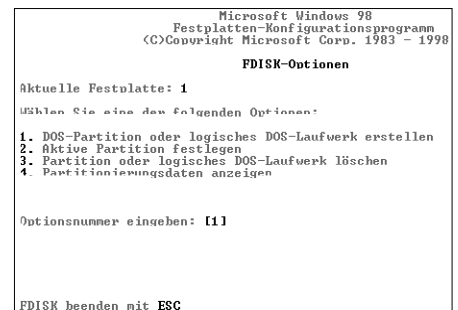 Microsoft Windows 98
Festplatten-Konfigurationsprogramm
(C)Copyright Microsoft Corp. 1983 - 1998
FDISK-Optionen
Aktuelle Festplatte: 1
Wählen Sie eine der folgenden Optionen:
1. DOS-Partition oder logisches DOS-Laufwerk erstellen
2. Aktive Partition festlegen
3. Partition oder logisches DOS-Laufwerk löschen
4. Partitionierungsdaten anzeigen
Optionsnummer eingeben: [1]
FDISK beenden mit ESC